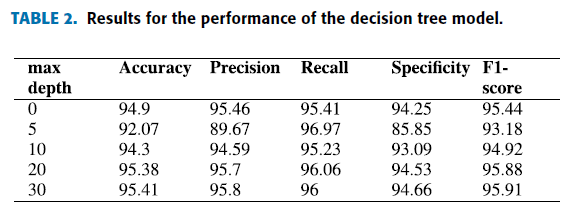 TABLE 2. Results for the performance of the decision tree model.
max depth Accuracy Precision Recall Specificity F1-score
0 94.9 95.46 95.41 94.25 95.44
5 92.07 89.67 96.97 85.85 93.18
10 94.3 94.59 95.23 93.09 94.92
20 95.38 95.7 96.06 94.53 95.88
30 95.41 95.8 96 94.66 95.91